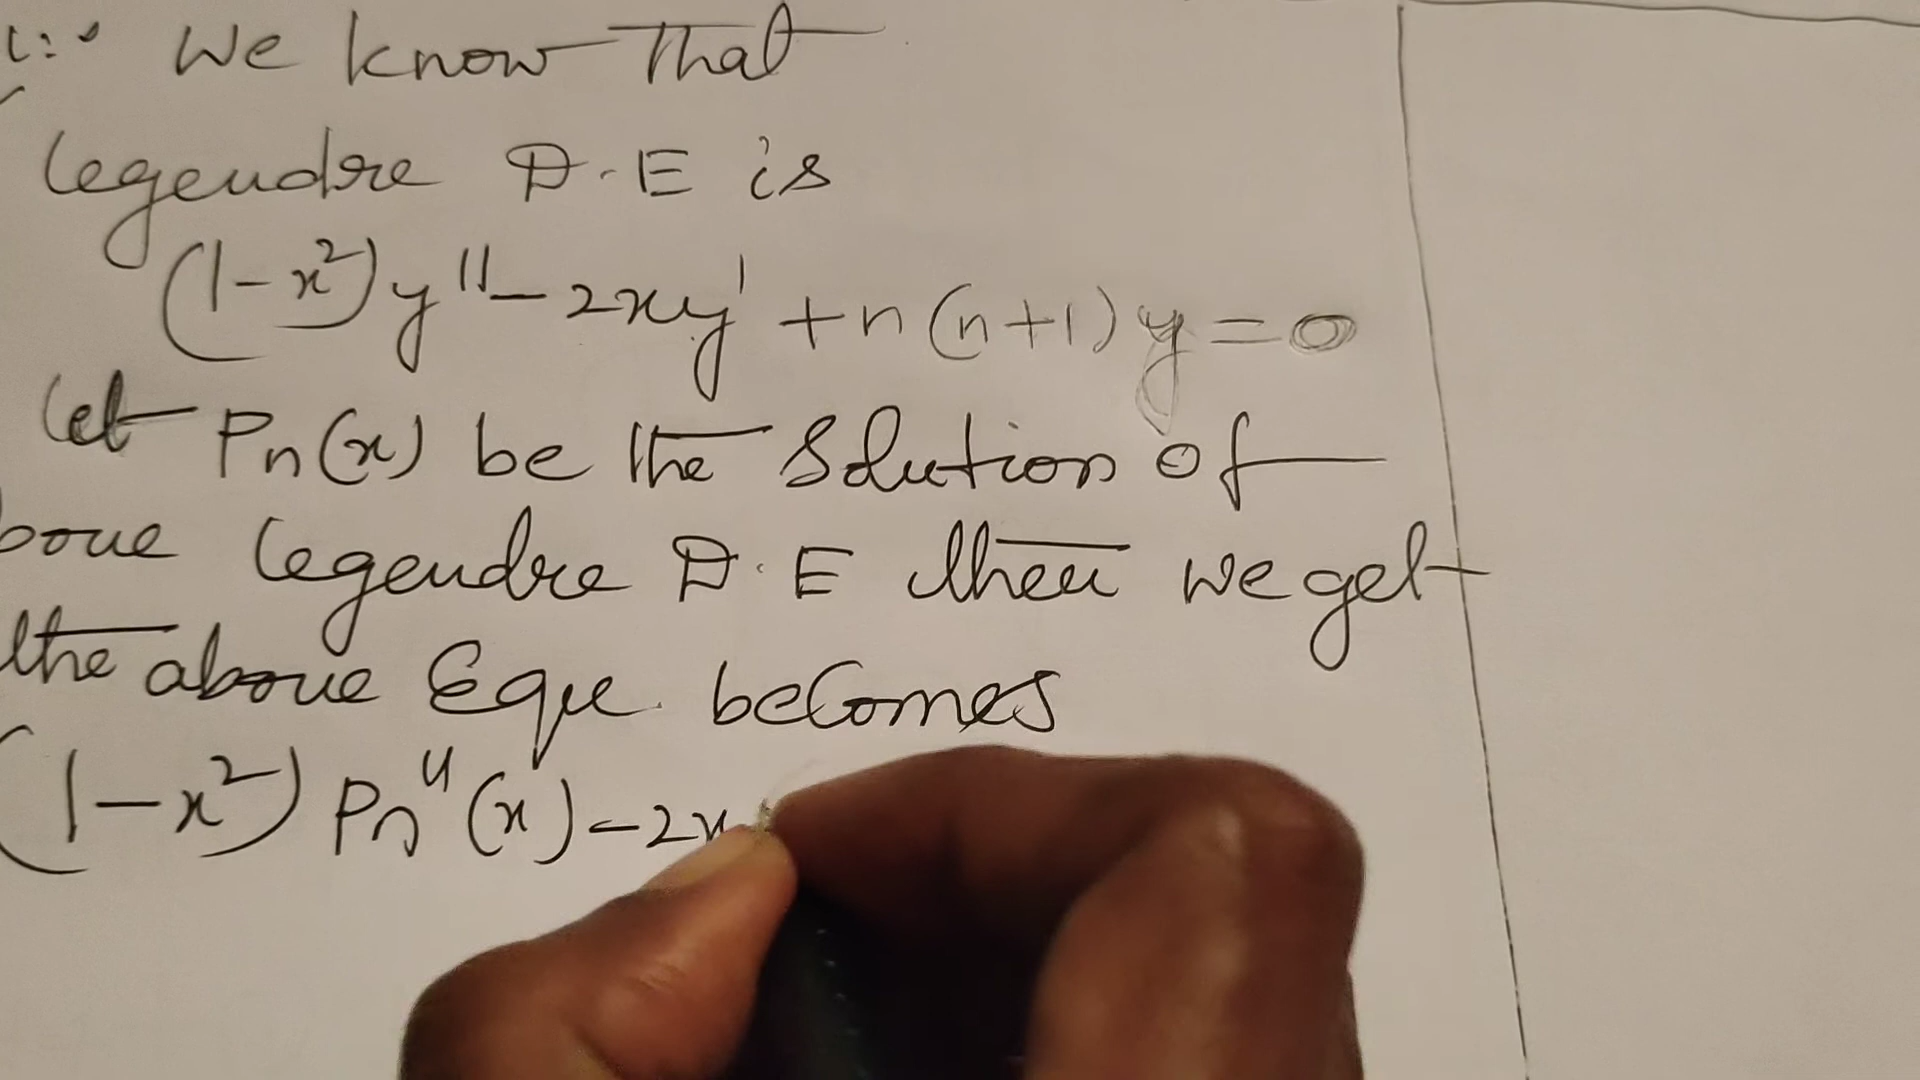 We know that
legendre D.E is
(1-x²)y''-2xy'+n(n+1)y=0
let Pn(x) be the Solution of
legendre D.E then we get
the above Equ. becomes
(1-x²) Pn''(x)-2x